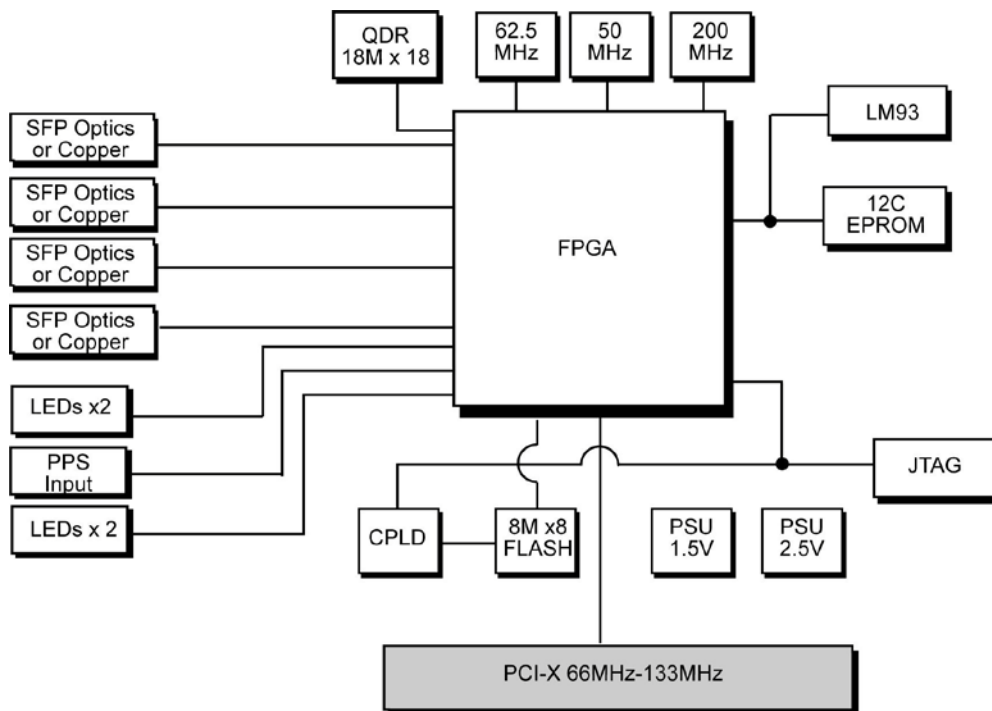 QDR
18M x 18
62.5
MHz
50
MHz
200
MHz
LM93
SFP Optics
or Copper
SFP Optics
or Copper
12C
EPROM
FPGA
SFP Optics
or Copper
SFP Optics
or Copper
LEDs x2
PPS
Input
JTAG
LEDs x 2
CPLD
8M x8
FLASH
PSU
1.5V
PSU
2.5V
PCI-X 66MHz-133MHz